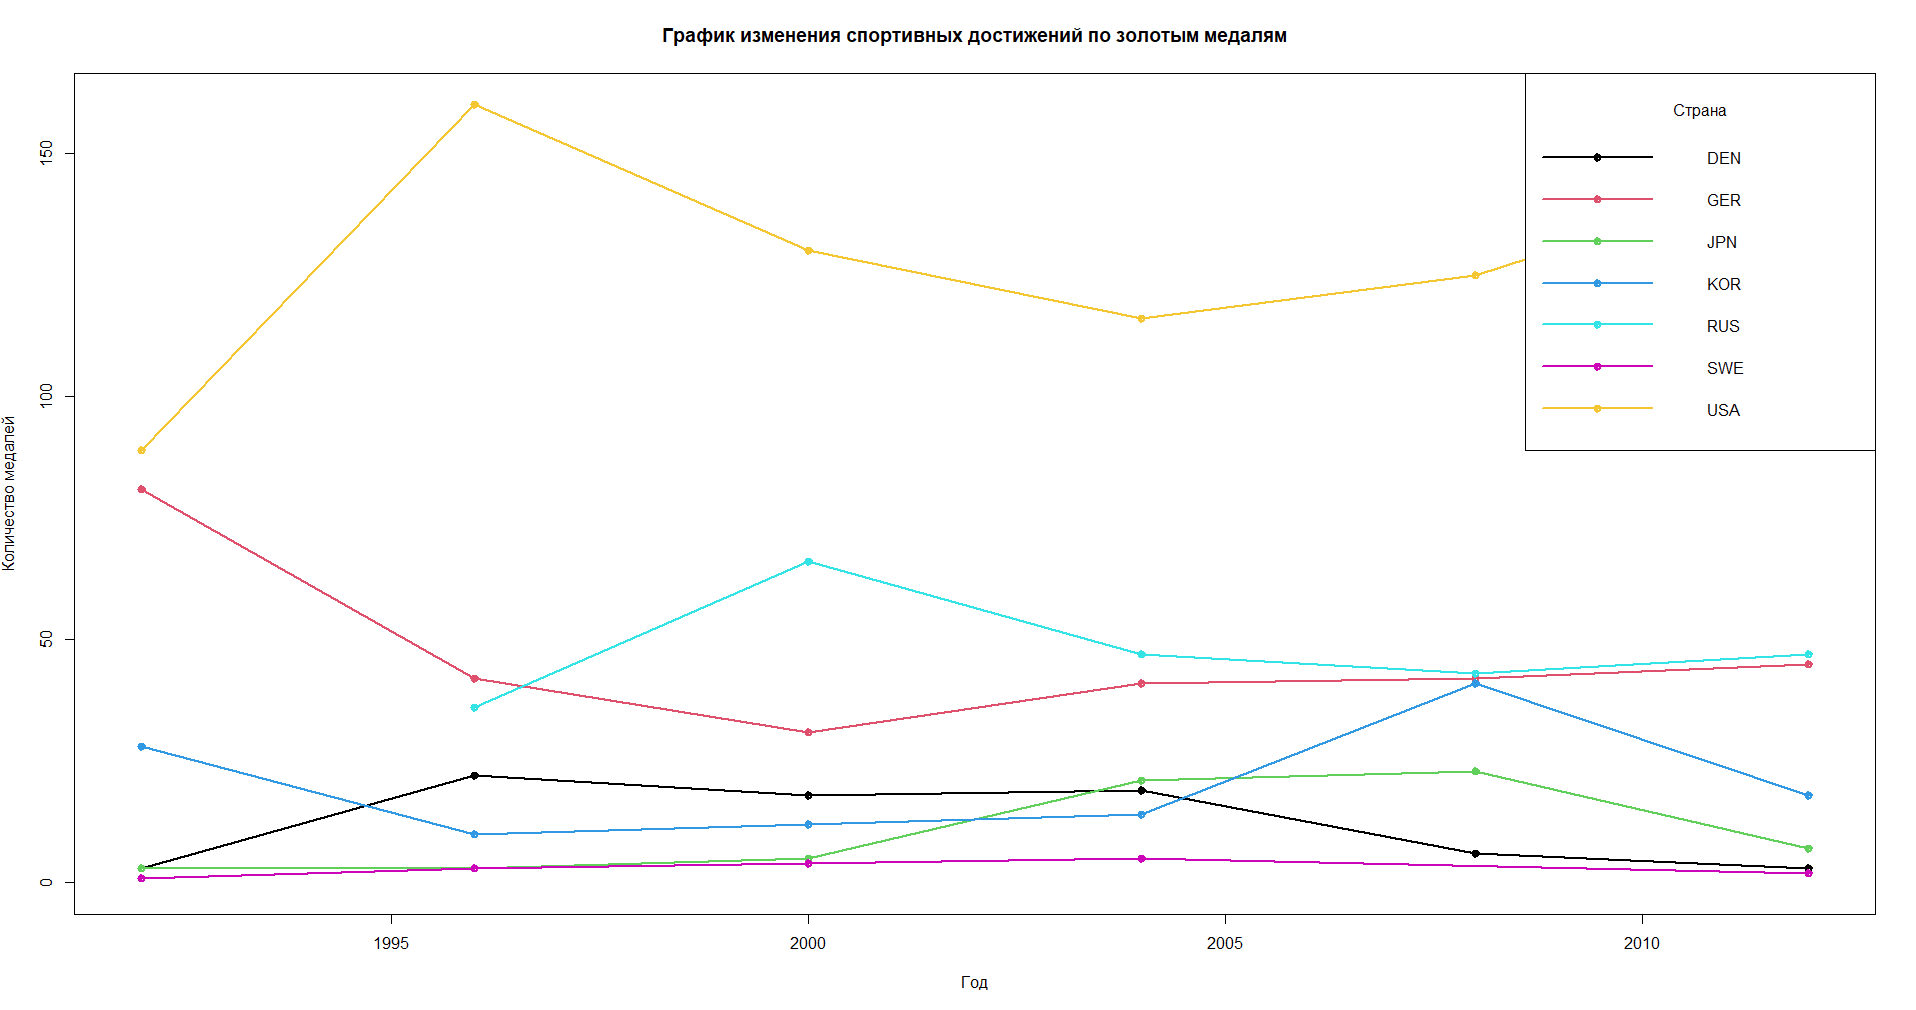 График изменения спортивных достижений по золотым медалям
Страна
DEN
GER
JPN
KOR
RUS
SWE
USA
Количество медалей
150
100
50
0
1995 2000 2005 2010
Год